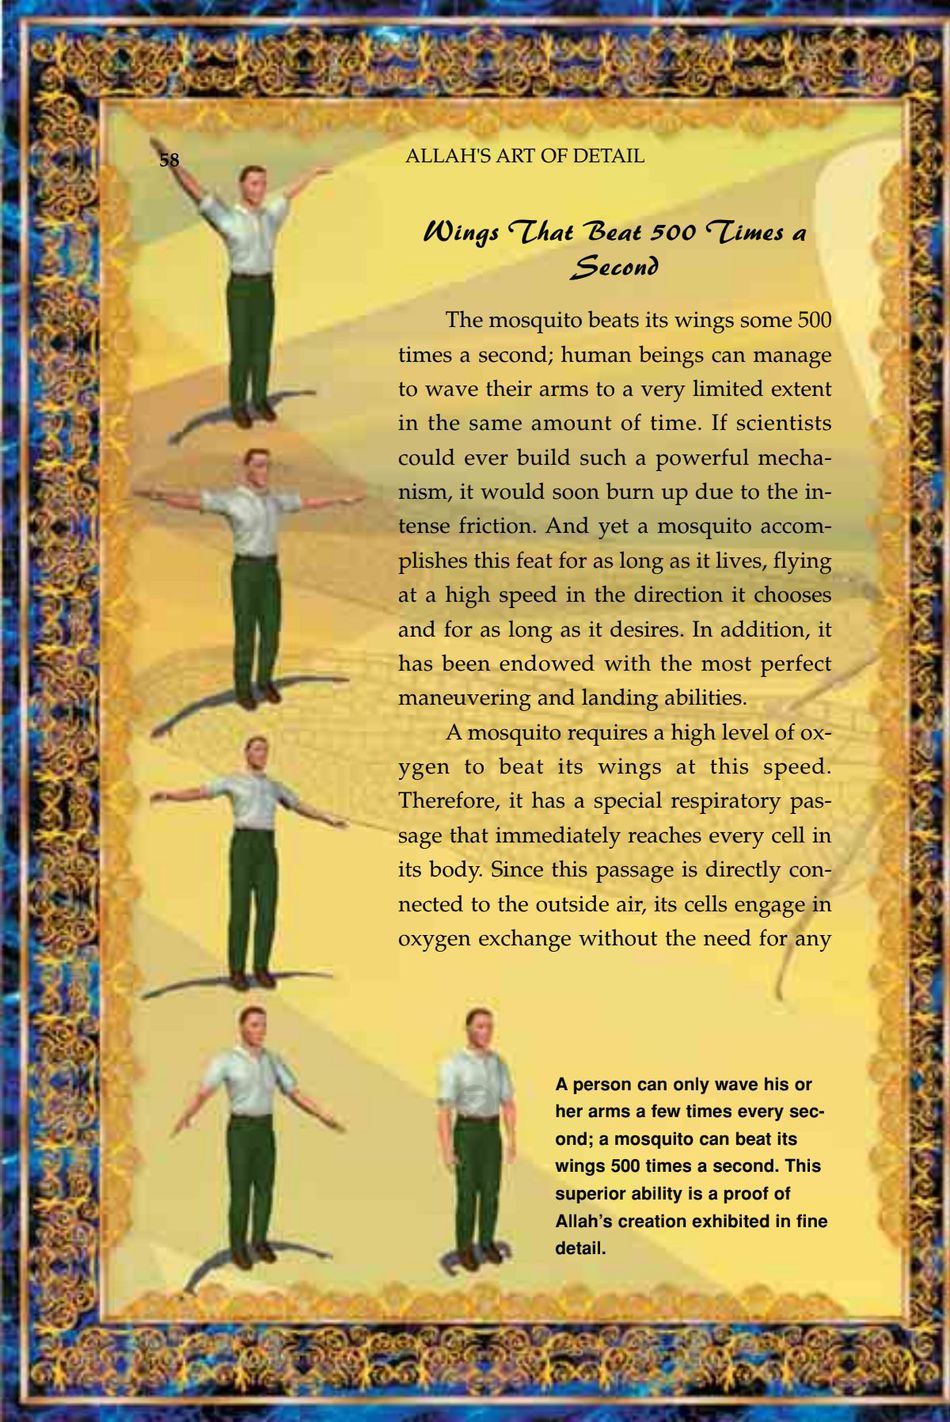 58
ALLAH'S ART OF DETAIL
Wings That Beat 500 Times a
Second
The mosquito beats its wings some 500
times a second; human beings can manage
to wave their arms to a very limited extent
in the same amount of time. If scientists
could ever build such a powerful mecha-
nism, it would soon burn up due to the in-
tense friction. And yet a mosquito accom-
plishes this feat for as long as it lives, flying
at a high speed in the direction it chooses
and for as long as it desires. In addition, it
has been endowed with the most perfect
maneuvering and landing abilities.
A mosquito requires a high level of ox-
ygen to beat its wings at this speed.
Therefore, it has a special respiratory pas-
sage that immediately reaches every cell in
its body. Since this passage is directly con-
nected to the outside air, its cells engage in
oxygen exchange without the need for any
A person can only wave his or
her arms a few times every sec-
ond; a mosquito can beat its
wings 500 times a second. This
superior ability is a proof of
Allah's creation exhibited in fine
detail.